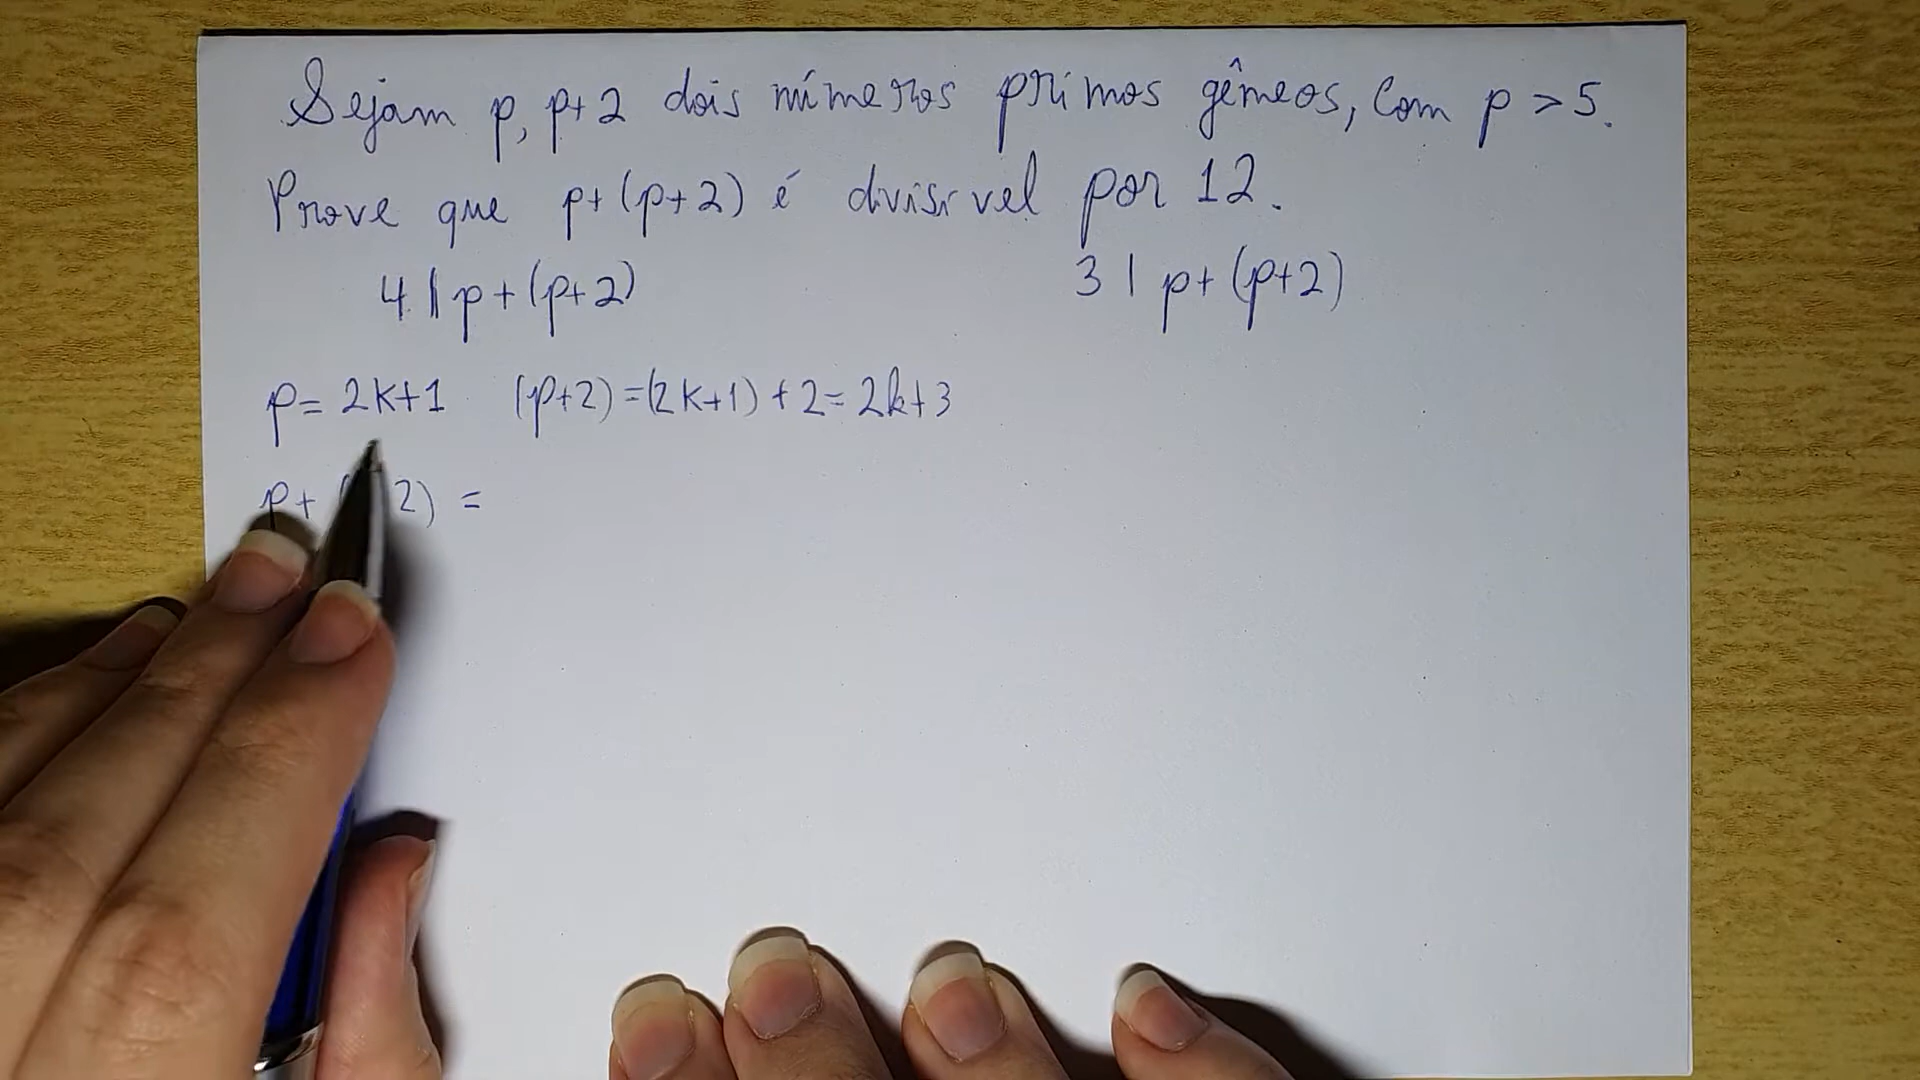 Sejam p, p+2 dois números primos gêmeos, com p > 5.
Prove que p+(p+2) é divisível por 12.
4 | p + (p+2)
3 | p + (p+2)
p = 2k+1 (p+2) = (2k+1) + 2 = 2k+3
p + ( 2) =